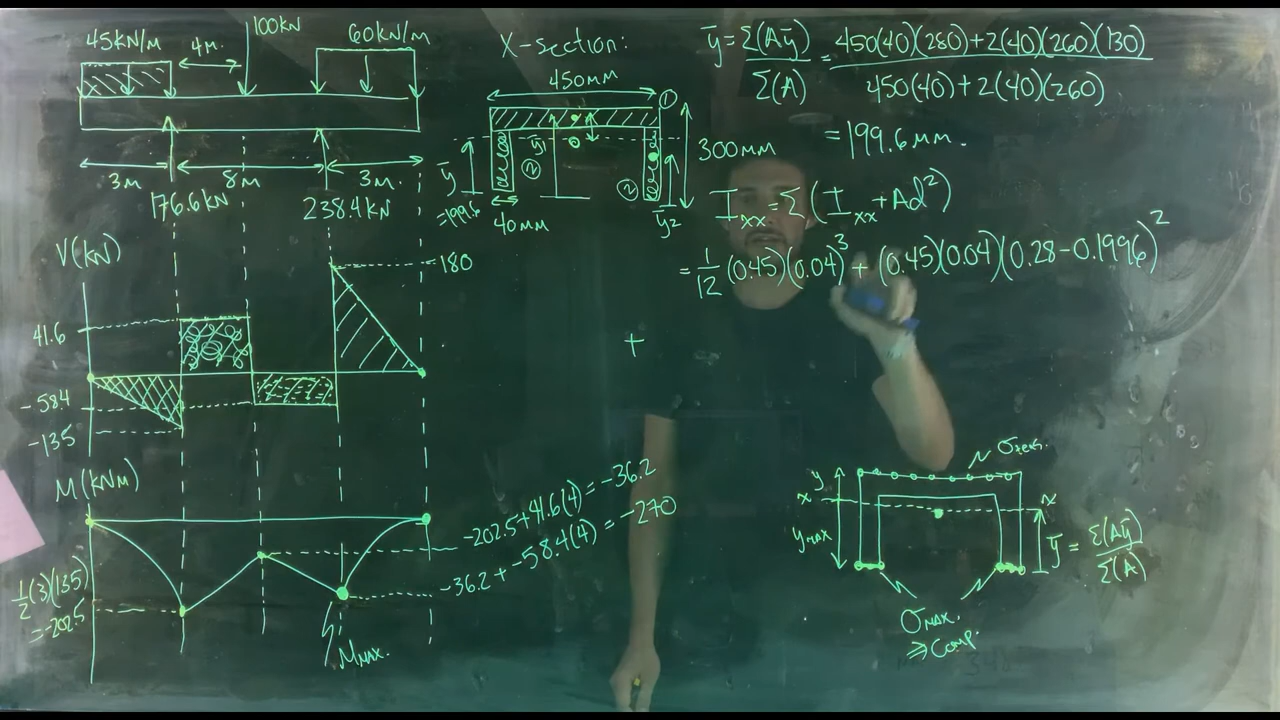 45kN/m
4m.
100kN
60kN/m
3m
8m
3m.
176.6kN
238.4kN
X-section:
450mm
①
ȳ1
②
②
300mm
ȳ
=199.6
40mm
ȳ2
ȳ = Σ(Aȳ)/Σ(A) = 450(40)(280)+2(40)(260)(130)/450(40)+2(40)(260)
=199.6mm.
Ixx=Σ(Ixx+Ad²)
=1/12(0.45)(0.04)³+(0.45)(0.04)(0.28-0.1996)²
+
V(kN)
180
41.6
-58.4
-135
M(kNm)
1/2(3)(135)
=-202.5
-202.5+41.6(4)=-36.2
-36.2+-58.4(4)=-270
Mmax.
σtens.
y
x
x
ymax
ȳ = Σ(Aȳ)/Σ(A)
σmax.
⇒Comp.